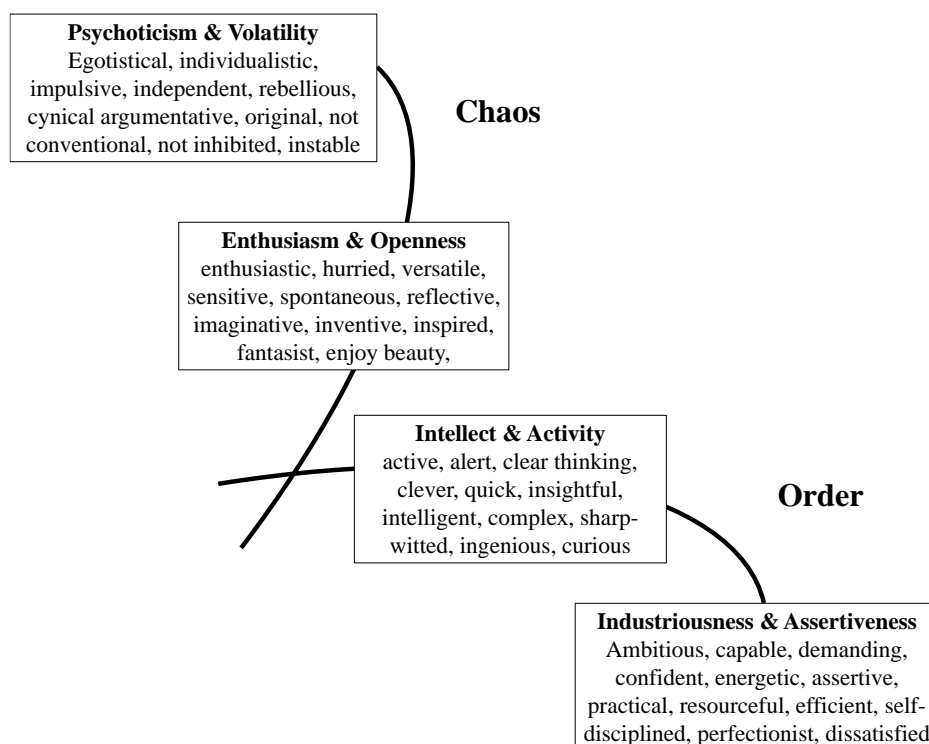 Psychoticism & Volatility
Egotistical, individualistic,
impulsive, independent, rebellious,
cynical argumentative, original, not
conventional, not inhibited, instable
Chaos
Enthusiasm & Openness
enthusiastic, hurried, versatile,
sensitive, spontaneous, reflective,
imaginative, inventive, inspired,
fantasist, enjoy beauty,
Intellect & Activity
active, alert, clear thinking,
clever, quick, insightful,
intelligent, complex, sharp-
witted, ingenious, curious
Order
Industriousness & Assertiveness
Ambitious, capable, demanding,
confident, energetic, assertive,
practical, resourceful, efficient, self-
disciplined, perfectionist, dissatisfied